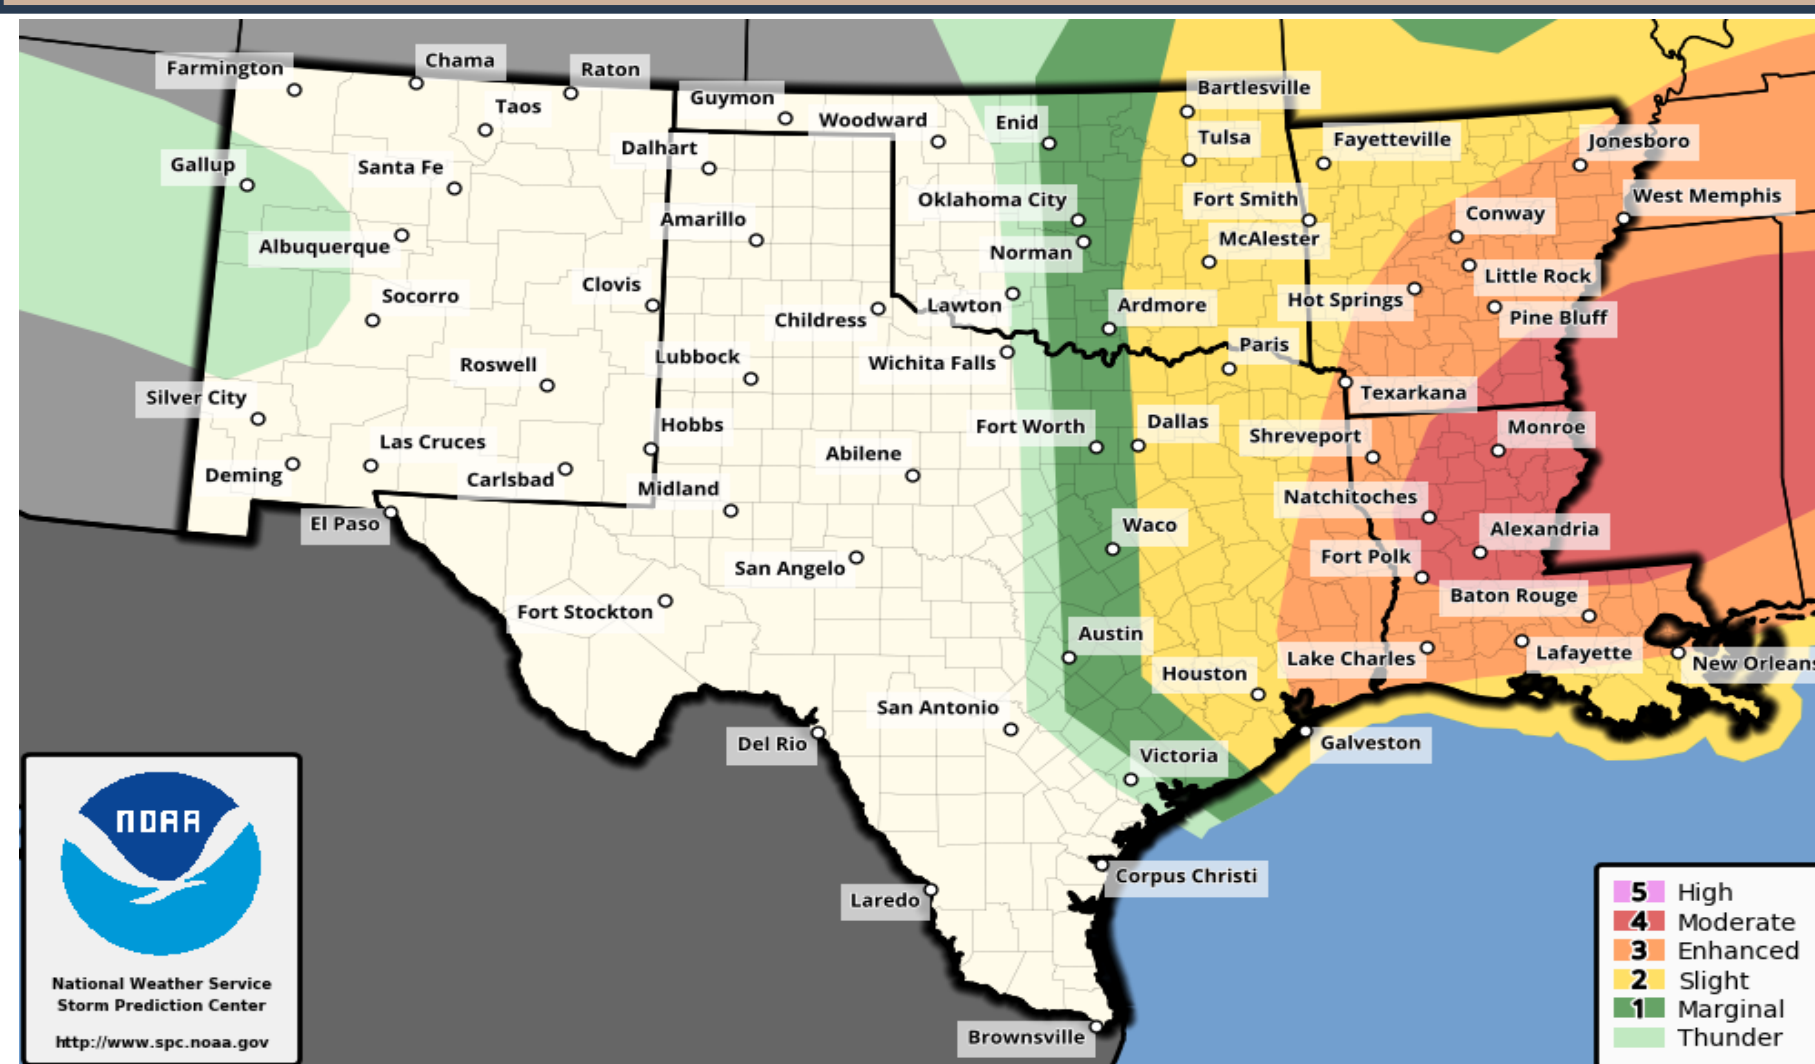 Farmington
Chama
Raton
Guymon
Bartlesville
Taos
Woodward
Enid
Tulsa
Fayetteville
Jonesboro
Gallup
Santa Fe
Dalhart
Oklahoma City
Fort Smith
West Memphis
Amarillo
Conway
Albuquerque
Norman
McAlester
Little Rock
Socorro
Clovis
Childress
Lawton
Ardmore
Hot Springs
Pine Bluff
Roswell
Lubbock
Wichita Falls
Paris
Texarkana
Silver City
Las Cruces
Hobbs
Abilene
Fort Worth
Dallas
Shreveport
Monroe
Deming
Carlsbad
Midland
Natchitoches
El Paso
Waco
Alexandria
San Angelo
Fort Polk
Fort Stockton
Baton Rouge
Austin
Lake Charles
Lafayette
New Orleans
Houston
San Antonio
Del Rio
Victoria
Galveston
Corpus Christi
Laredo
Brownsville
NOAA
National Weather Service
Storm Prediction Center
http://www.spc.noaa.gov
5 High
4 Moderate
3 Enhanced
2 Slight
1 Marginal
Thunder